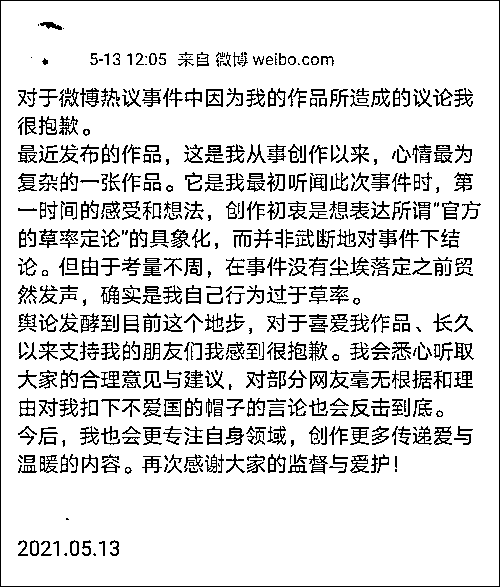 5-13 12:05 来自 微博 weibo.com
对于微博热议事件中因为我的作品所造成的议论我
很抱歉。
最近发布的作品，这是我从事创作以来，心情最为
复杂的一张作品。它是我最初听闻此次事件时，第
一时间的感受和想法，创作初衷是想表达所谓“官方
的草率定论”的具象化，而并非武断地对事件下结
论。但由于考量不周，在事件没有尘埃落定之前贸
然发声，确实是我自己行为过于草率。
舆论发酵到目前这个地步，对于喜爱我作品、长久
以来支持我的朋友们我感到很抱歉。我会悉心听取
大家的合理意见与建议，对部分网友毫无根据和理
由对我扣下不爱国的帽子的言论也会反击到底。
今后，我也会更专注自身领域，创作更多传递爱与
温暖的内容。再次感谢大家的监督与爱护！
2021.05.13